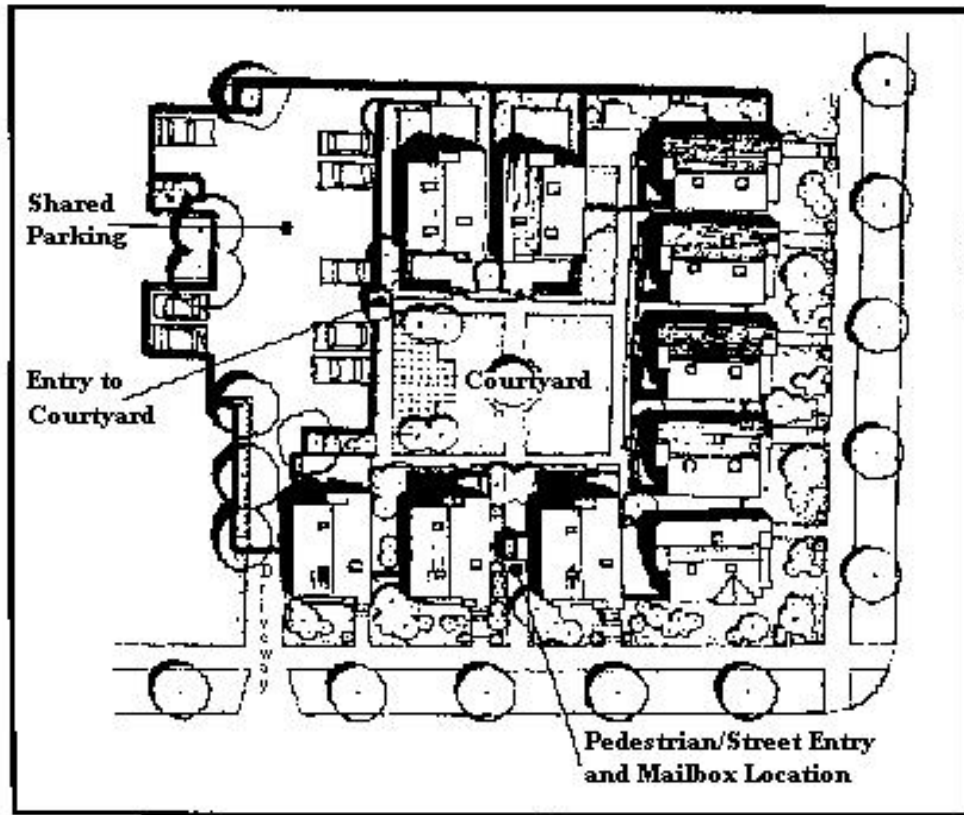 Shared
Parking
Entry to
Courtyard
Courtyard
Driveway
Pedestrian/Street Entry
and Mailbox Location